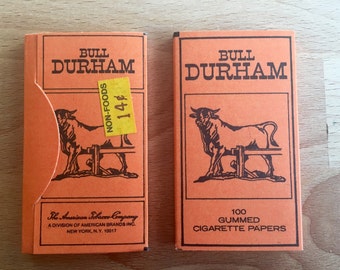 BULL
DURHAM
NON-FOODS
14¢
The American Tobacco Company
A DIVISION OF AMERICAN BRANDS INC.
NEW YORK, N.Y. 10017
BULL
DURHAM
100
GUMMED
CIGARETTE PAPERS